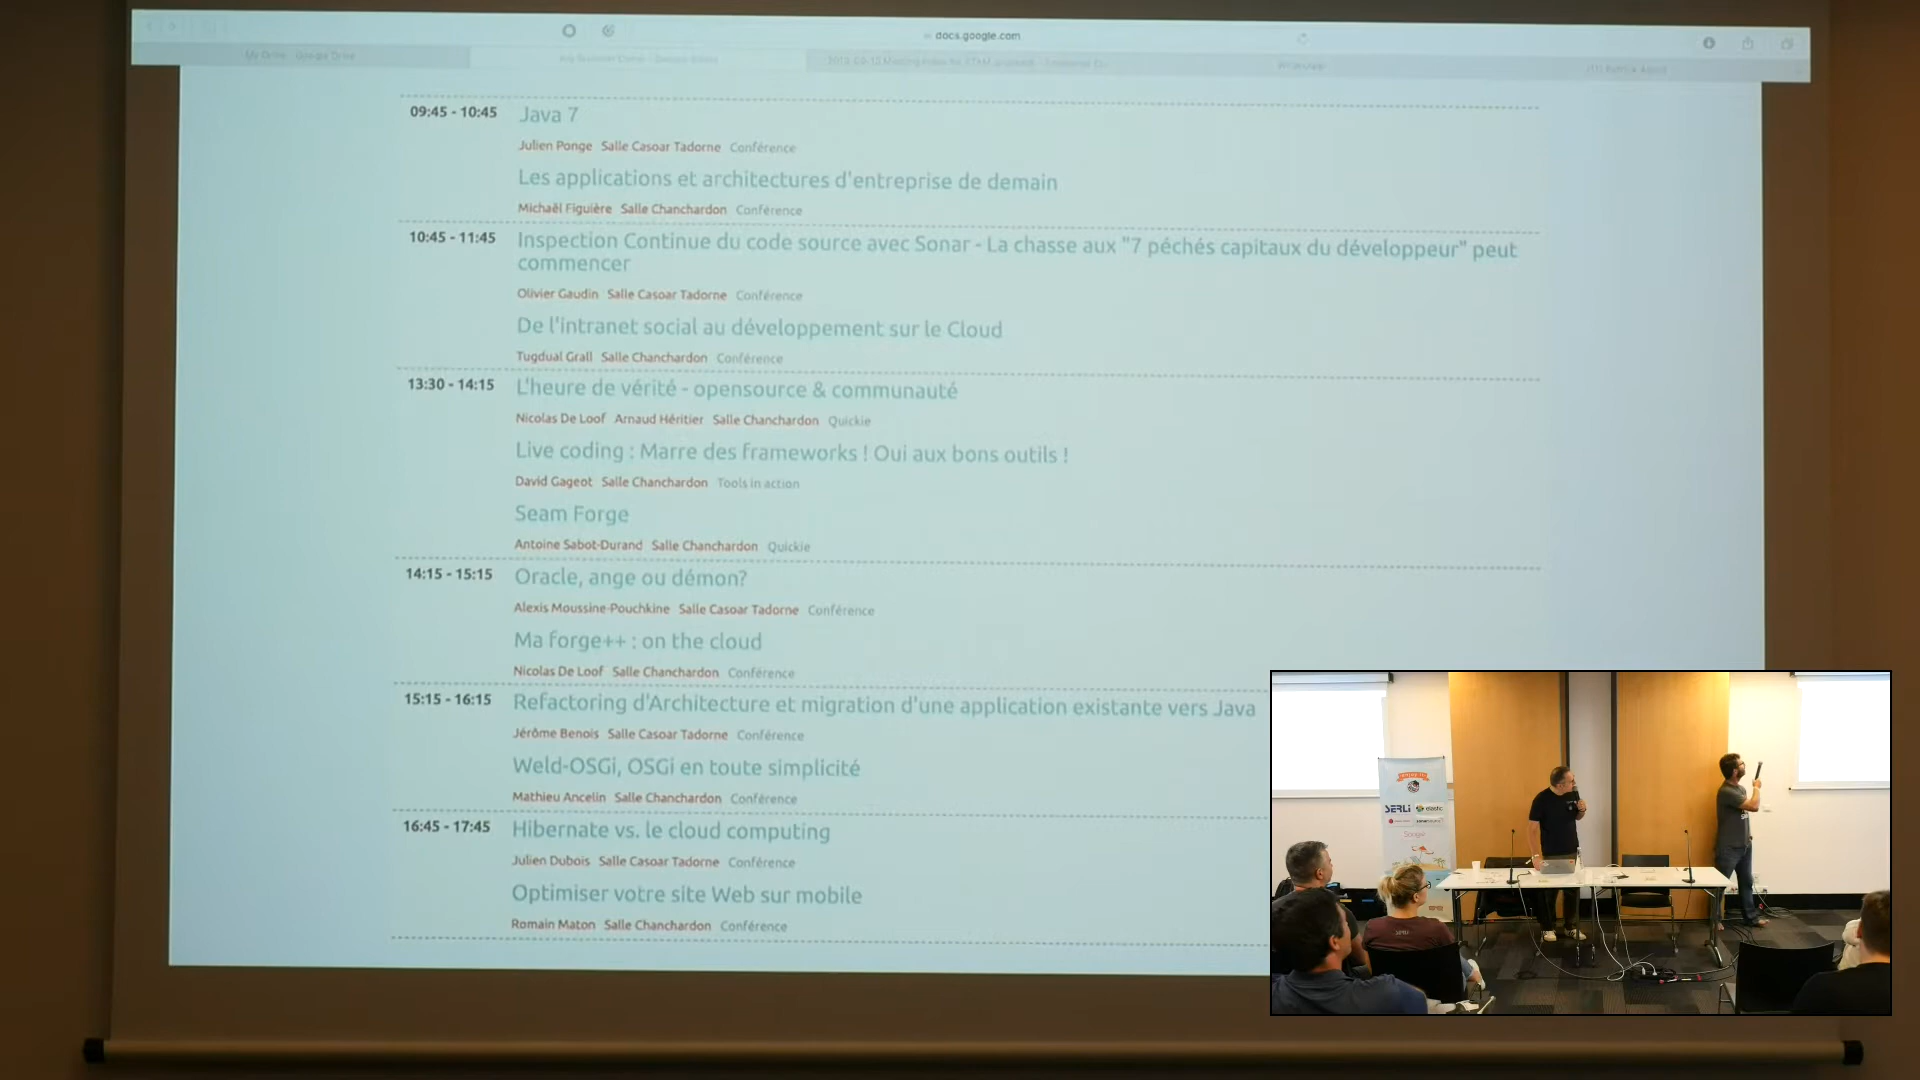 docs.google.com
My Drive - Google Drive
WhatsApp
09:45 - 10:45 Java 7
Julien Ponge Salle Casoar Tadorne Conférence
Les applications et architectures d'entreprise de demain
Michaël Figuière Salle Chanchardon Conférence
10:45 - 11:45 Inspection Continue du code source avec Sonar - La chasse aux "7 péchés capitaux du développeur" peut
commencer
Olivier Gaudin Salle Casoar Tadorne Conférence
De l'intranet social au développement sur le Cloud
Tugdual Grall Salle Chanchardon Conférence
13:30 - 14:15 L'heure de vérité - opensource & communauté
Nicolas De Loof Arnaud Héritier Salle Chanchardon Quickie
Live coding : Marre des frameworks ! Oui aux bons outils !
David Gageot Salle Chanchardon Tools in action
Seam Forge
Antoine Sabot-Durand Salle Chanchardon Quickie
14:15 - 15:15 Oracle, ange ou démon?
Alexis Moussine-Pouchkine Salle Casoar Tadorne Conférence
Ma forge++ : on the cloud
Nicolas De Loof Salle Chanchardon Conférence
15:15 - 16:15 Refactoring d'Architecture et migration d'une application existante vers Java
Jérôme Benois Salle Casoar Tadorne Conférence
Weld-OSGi, OSGi en toute simplicité
Mathieu Ancelin Salle Chanchardon Conférence
16:45 - 17:45 Hibernate vs. le cloud computing
Julien Dubois Salle Casoar Tadorne Conférence
Optimiser votre site Web sur mobile
Romain Maton Salle Chanchardon Conférence
SERLI elastic